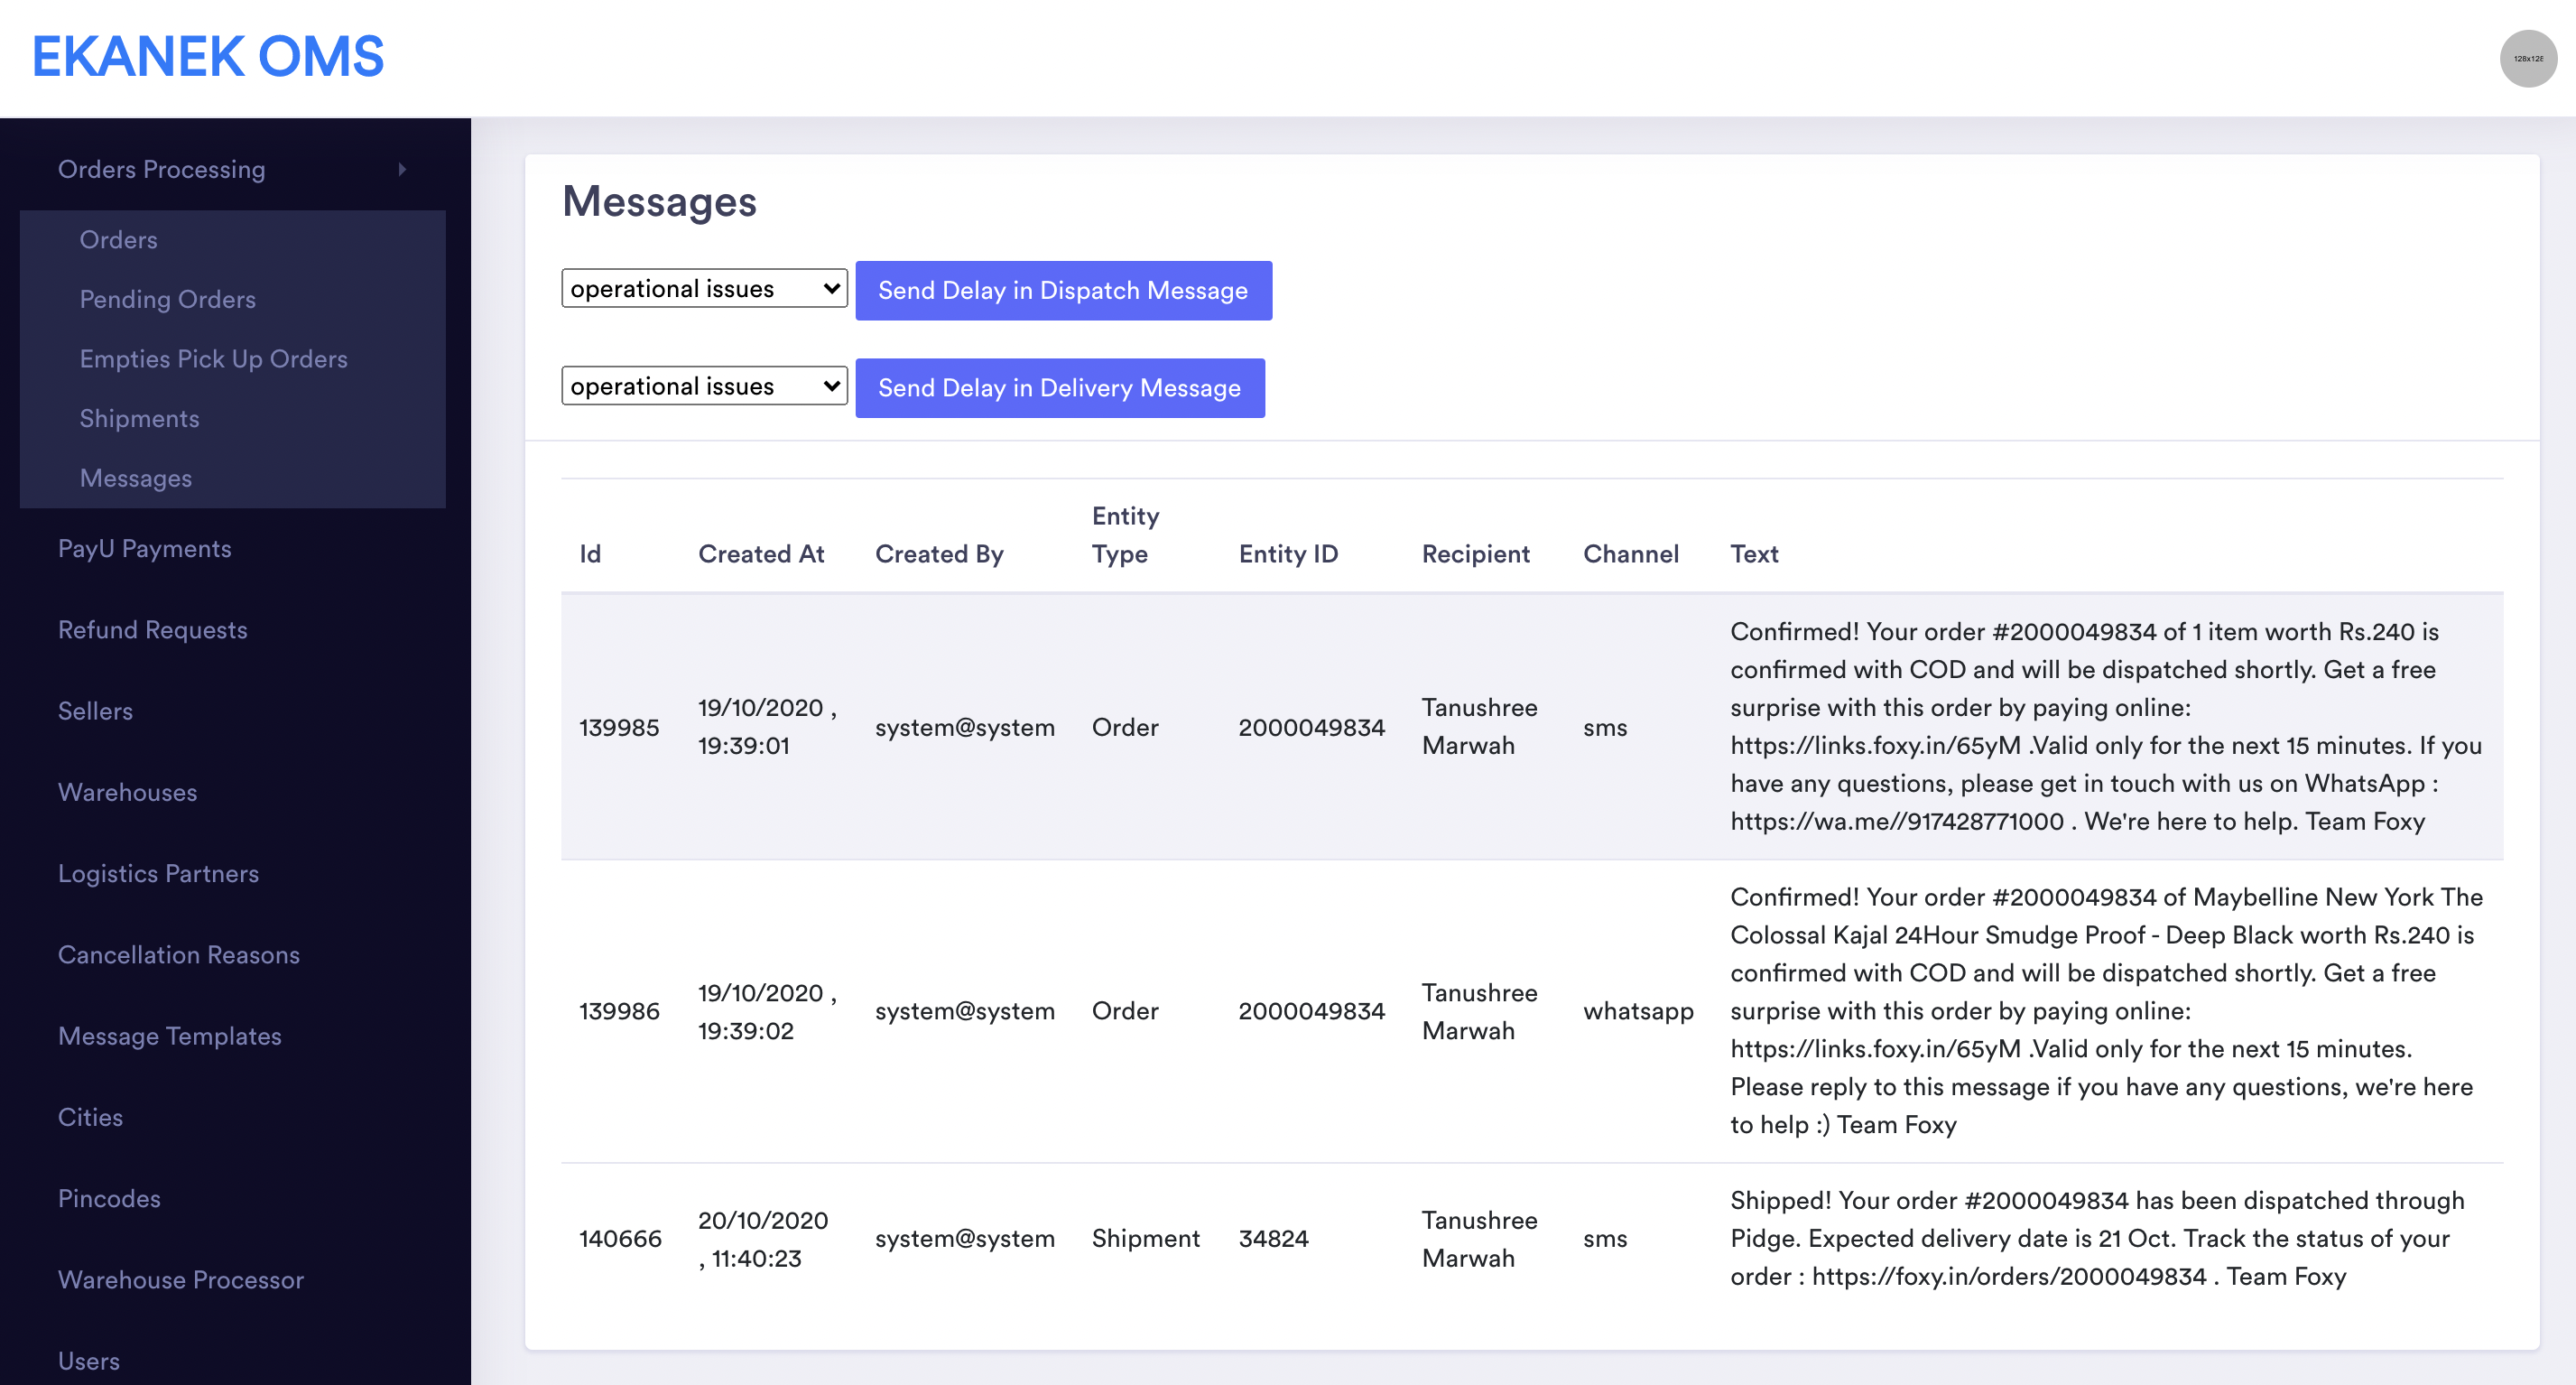 EKANEK OMS
128x128
Orders Processing
Orders
Pending Orders
Empties Pick Up Orders
Shipments
Messages
PayU Payments
Refund Requests
Sellers
Warehouses
Logistics Partners
Cancellation Reasons
Message Templates
Cities
Pincodes
Warehouse Processor
Users
Messages
operational issues
Send Delay in Dispatch Message
operational issues
Send Delay in Delivery Message
Id
Created At
Created By
Entity
Type
Entity ID
Recipient
Channel
Text
139985
19/10/2020 ,
19:39:01
system@system
Order
2000049834
Tanushree
Marwah
sms
Confirmed! Your order #2000049834 of 1 item worth Rs.240 is
confirmed with COD and will be dispatched shortly. Get a free
surprise with this order by paying online:
https://links.foxy.in/65yM .Valid only for the next 15 minutes. If you
have any questions, please get in touch with us on WhatsApp :
https://wa.me//917428771000 . We're here to help. Team Foxy
139986
19/10/2020 ,
19:39:02
system@system
Order
2000049834
Tanushree
Marwah
whatsapp
Confirmed! Your order #2000049834 of Maybelline New York The
Colossal Kajal 24Hour Smudge Proof - Deep Black worth Rs.240 is
confirmed with COD and will be dispatched shortly. Get a free
surprise with this order by paying online:
https://links.foxy.in/65yM .Valid only for the next 15 minutes.
Please reply to this message if you have any questions, we're here
to help :) Team Foxy
140666
20/10/2020
, 11:40:23
system@system
Shipment
34824
Tanushree
Marwah
sms
Shipped! Your order #2000049834 has been dispatched through
Pidge. Expected delivery date is 21 Oct. Track the status of your
order : https://foxy.in/orders/2000049834 . Team Foxy